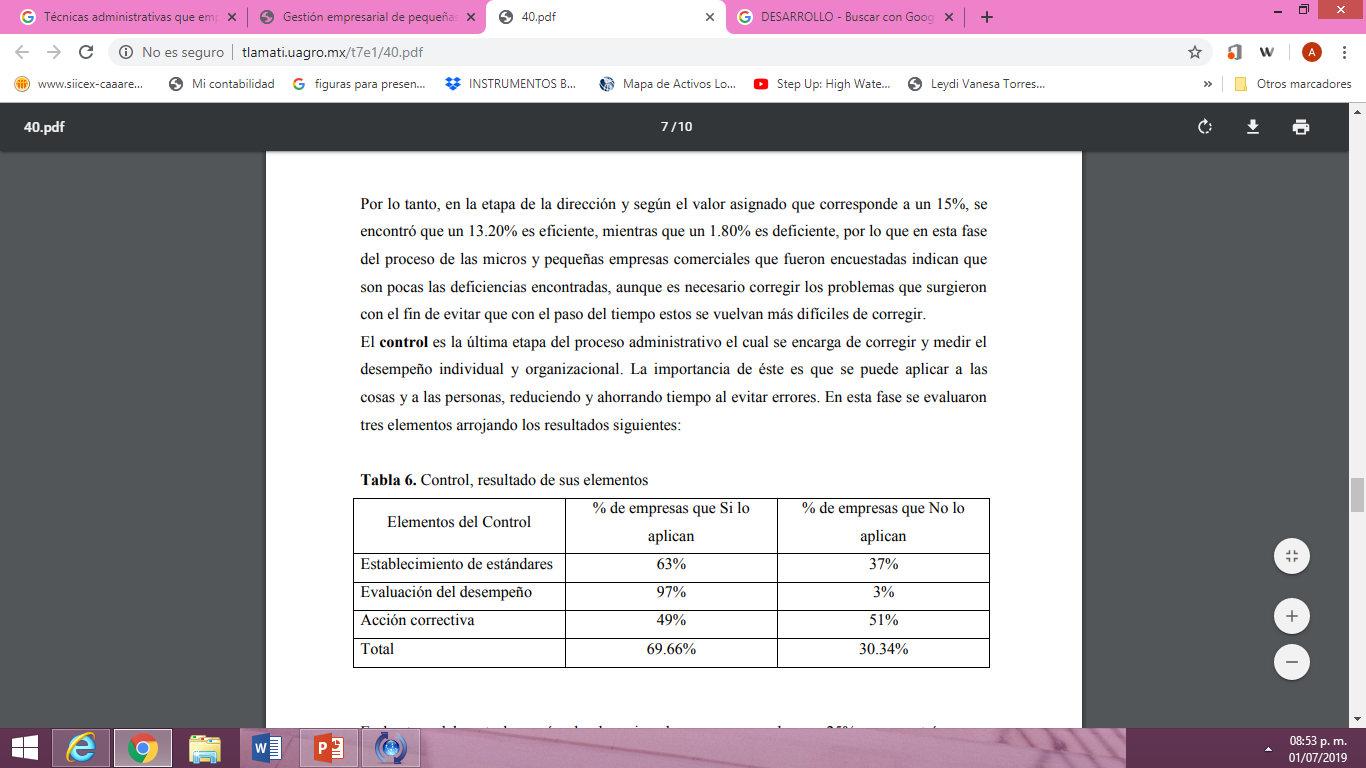 Técnicas administrativas que emp
Gestión empresarial de pequeñas
40.pdf
DESARROLLO - Buscar con Goog
No es seguro
tlamati.uagro.mx/t7e1/40.pdf
A
www.siicex-caaare...
Mi contabilidad
figuras para presen...
INSTRUMENTOS B...
Mapa de Activos Lo...
Step Up: High Wate...
Leydi Vanesa Torres...
»
Otros marcadores
40.pdf
7 / 10
Por lo tanto, en la etapa de la dirección y según el valor asignado que corresponde a un 15%, se
encontró que un 13.20% es eficiente, mientras que un 1.80% es deficiente, por lo que en esta fase
del proceso de las micros y pequeñas empresas comerciales que fueron encuestadas indican que
son pocas las deficiencias encontradas, aunque es necesario corregir los problemas que surgieron
con el fin de evitar que con el paso del tiempo estos se vuelvan más difíciles de corregir.
El control es la última etapa del proceso administrativo el cual se encarga de corregir y medir el
desempeño individual y organizacional. La importancia de éste es que se puede aplicar a las
cosas y a las personas, reduciendo y ahorrando tiempo al evitar errores. En esta fase se evaluaron
tres elementos arrojando los resultados siguientes:
Tabla 6. Control, resultado de sus elementos
Elementos del Control
% de empresas que Si lo
aplican
% de empresas que No lo
aplican
Establecimiento de estándares 63% 37%
Evaluación del desempeño 97% 3%
Acción correctiva 49% 51%
Total 69.66% 30.34%
08:53 p. m.
01/07/2019